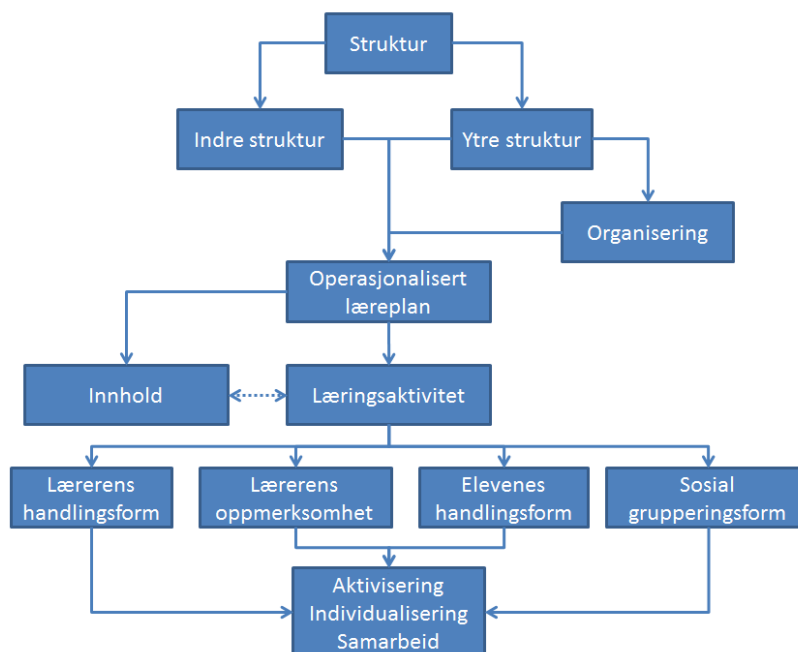 Struktur
Indre struktur
Ytre struktur
Organisering
Operasjonalisert
læreplan
Innhold
Læringsaktivitet
Lærerens
handlingsform
Lærerens
oppmerksomhet
Elevenes
handlingsform
Sosial
grupperingsform
Aktivisering
Individualisering
Samarbeid